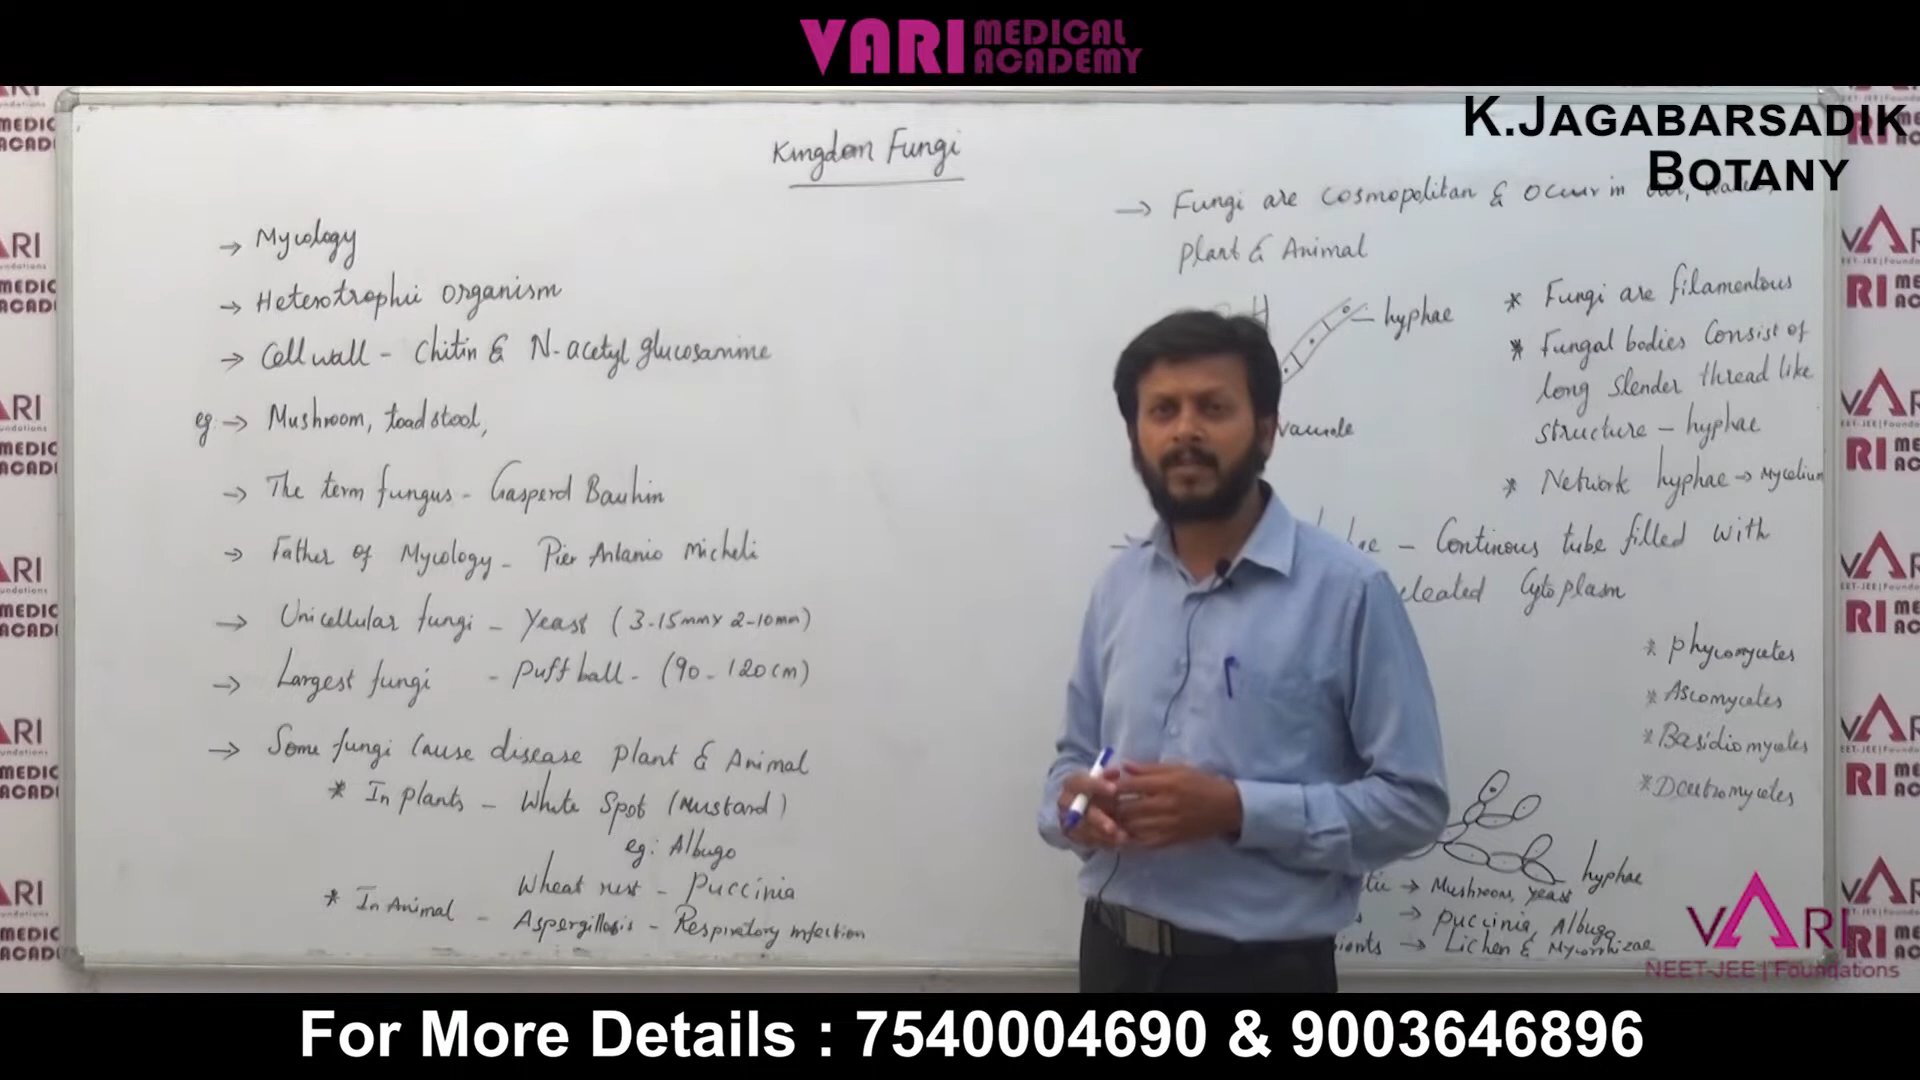 VARI MEDICAL ACADEMY
K.JAGABARSADIK
BOTANY
Kingdom Fungi
→ Mycology
→ Heterotrophic organism
→ Cell wall - Chitin & N-acetyl glucosamine
eg → Mushroom, toad stool,
→ The term fungus - Gasperd Bauhin
→ Father of Mycology - Pier Antanio Micheli
→ Unicellular fungi - Yeast (3-15mm x 2-10mm)
→ Largest fungi - Puff ball - (90 - 120cm)
→ Some fungi Cause disease plant & Animal
* In plants - White Spot (Mustard)
eg: Albugo
Wheat rust - Puccinia
* In Animal - Aspergillosis - Respiratory infection
→ Fungi are Cosmopolitan & Occur in
plant & Animal
hyphae
* Fungi are filamentous
* Fungal bodies Consist of
long slender thread like
structure - hyphae
* Network hyphae → Mycelium
- Continous tube filled with
Cytoplasm
* Phycomycetes
* Ascomycetes
* Basidiomycetes
* Deutromycetes
hyphae
→ Mushroom, yeast
→ Puccinia, Albugo
→ Lichen & Mycorrhizae
VARI
NEET-JEE | Foundations
For More Details : 7540004690 & 9003646896